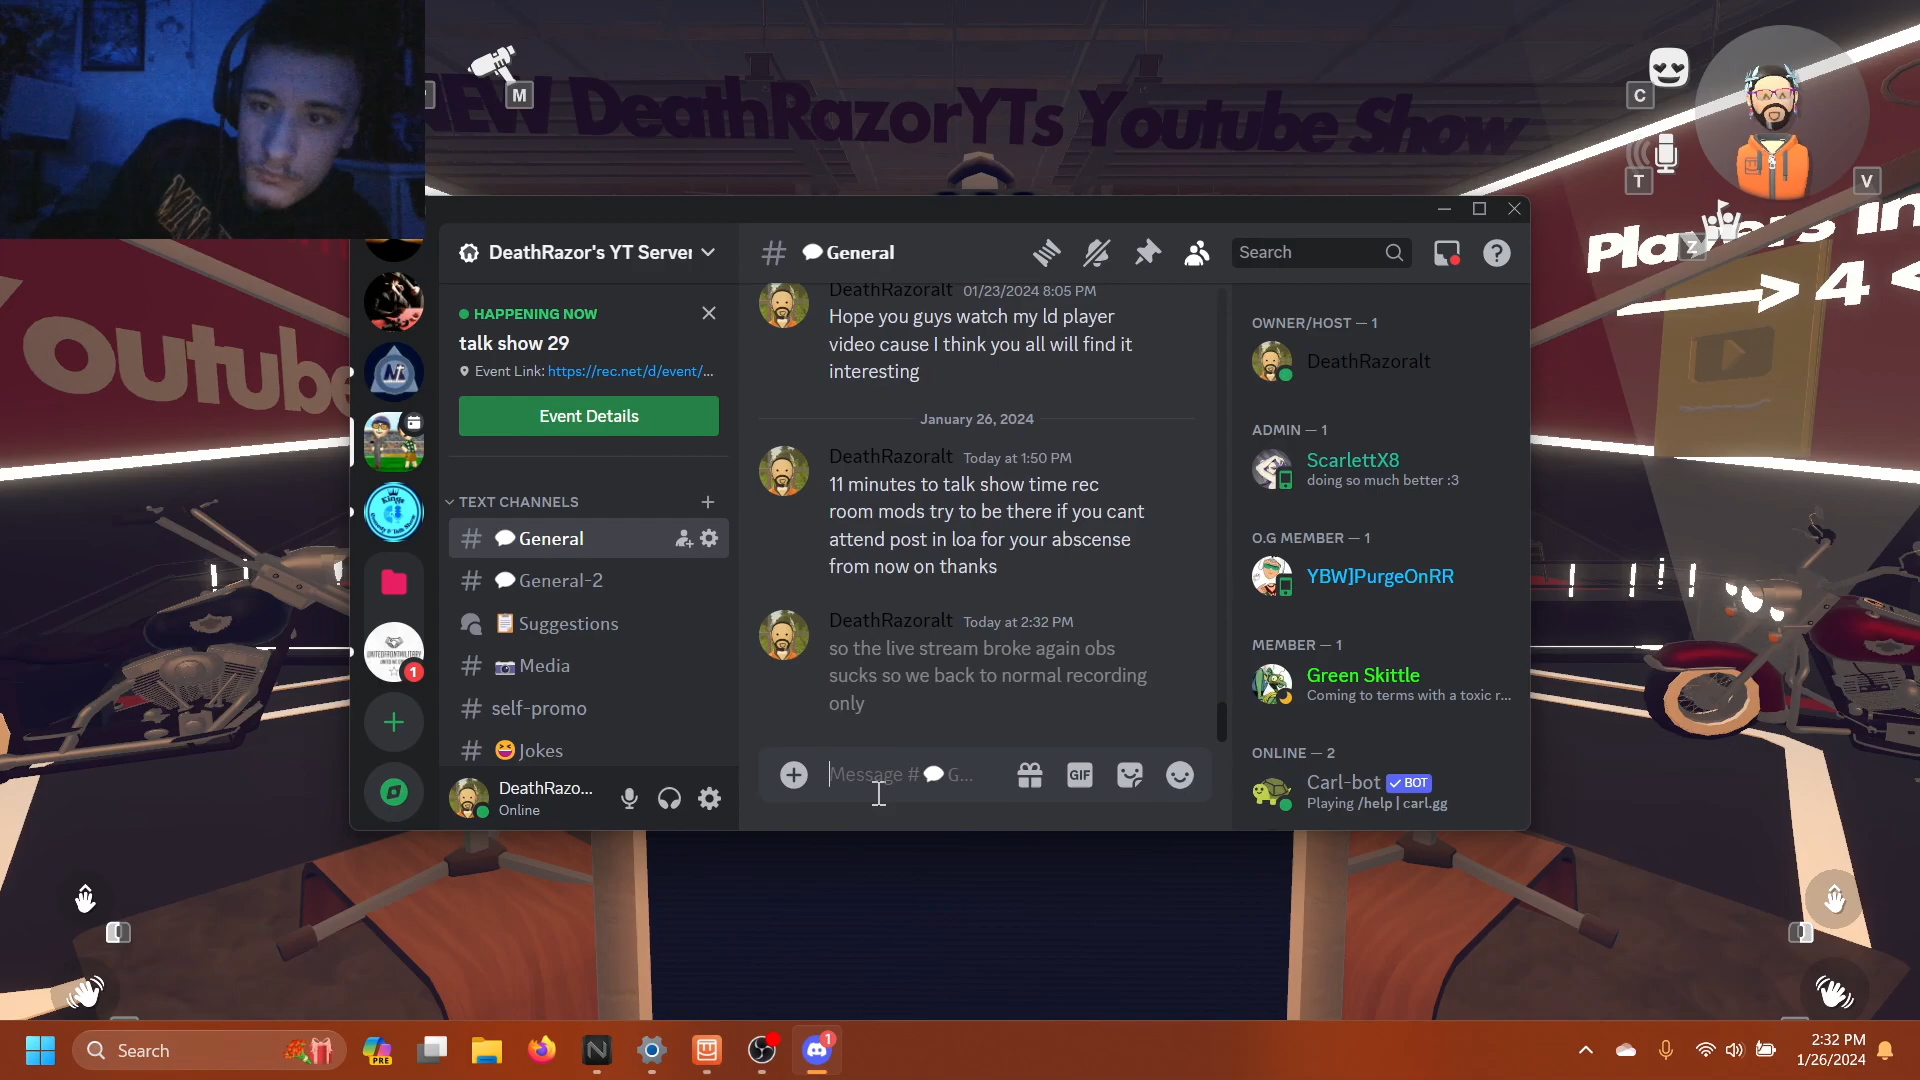 NEW DeathRazorYTs Youtube Show
M
C
T
V
Z
outube
> 4 <
DeathRazor's YT Server
General
Search
HAPPENING NOW
talk show 29
Event Link: https://rec.net/d/event/...
Event Details
TEXT CHANNELS
General
General-2
Suggestions
Media
self-promo
Jokes
DeathRazo...
Online
DeathRazoralt 01/23/2024 8:05 PM
Hope you guys watch my ld player
video cause I think you all will find it
interesting
January 26, 2024
DeathRazoralt Today at 1:50 PM
11 minutes to talk show time rec
room mods try to be there if you cant
attend post in loa for your abscense
from now on thanks
DeathRazoralt Today at 2:32 PM
so the live stream broke again obs
sucks so we back to normal recording
only
Message # G...
GIF
OWNER/HOST — 1
DeathRazoralt
ADMIN — 1
ScarlettX8
doing so much better :3
O.G MEMBER — 1
YBW]PurgeOnRR
MEMBER — 1
Green Skittle
Coming to terms with a toxic r...
ONLINE — 2
Carl-bot BOT
Playing /help | carl.gg
1
Search
PRE
1
2:32 PM
1/26/2024